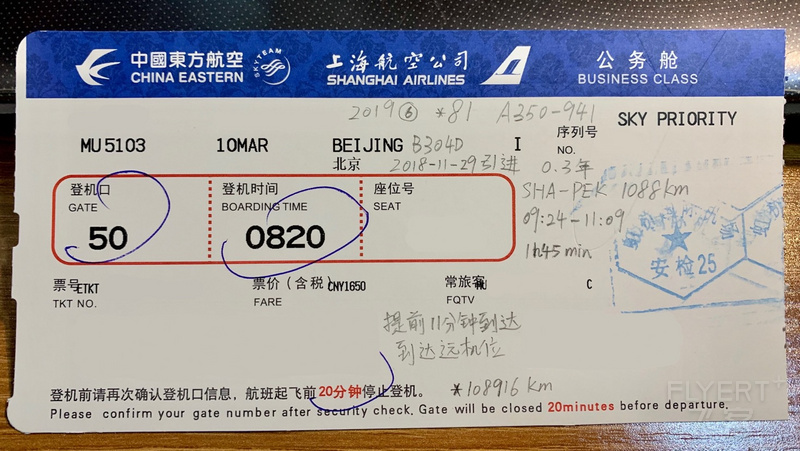 中國東方航空 上海航空公司 公务舱
CHINA EASTERN SKYTEAM SHANGHAI AIRLINES BUSINESS CLASS
2019⑥ *81 A350-941
SKY PRIORITY
MU5103 10MAR BEIJING B304D I 序列号
北京 2018-11-29引进 0.3年 NO.
登机口 登机时间 座位号 SHA-PEK 1088km
GATE BOARDING TIME SEAT
50 0820 09:24-11:09
1h45min
安检25
票号ETKT 票价（含税）CNY1650 常旅客 C
TKT NO. FARE FQTV
提前11分钟到达
到达远机位
登机前请再次确认登机口信息，航班起飞前20分钟停止登机。 *108916 km
Please confirm your gate number after security check. Gate will be closed 20minutes before departure.
FLYERT